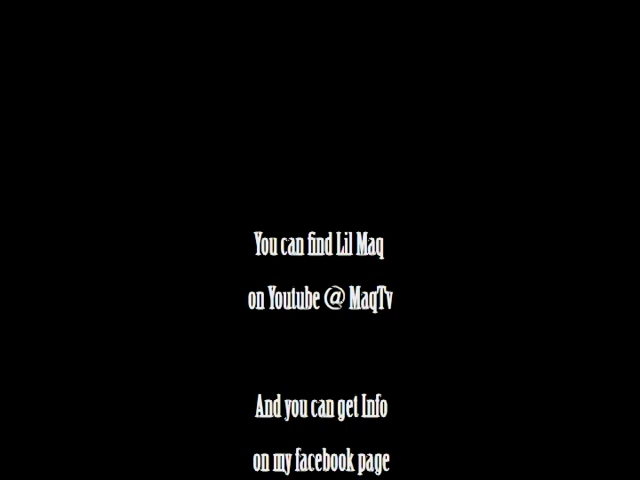 You can find Lil Maq
on Youtube @ MaqTv
And you can get Info
on my facebook page